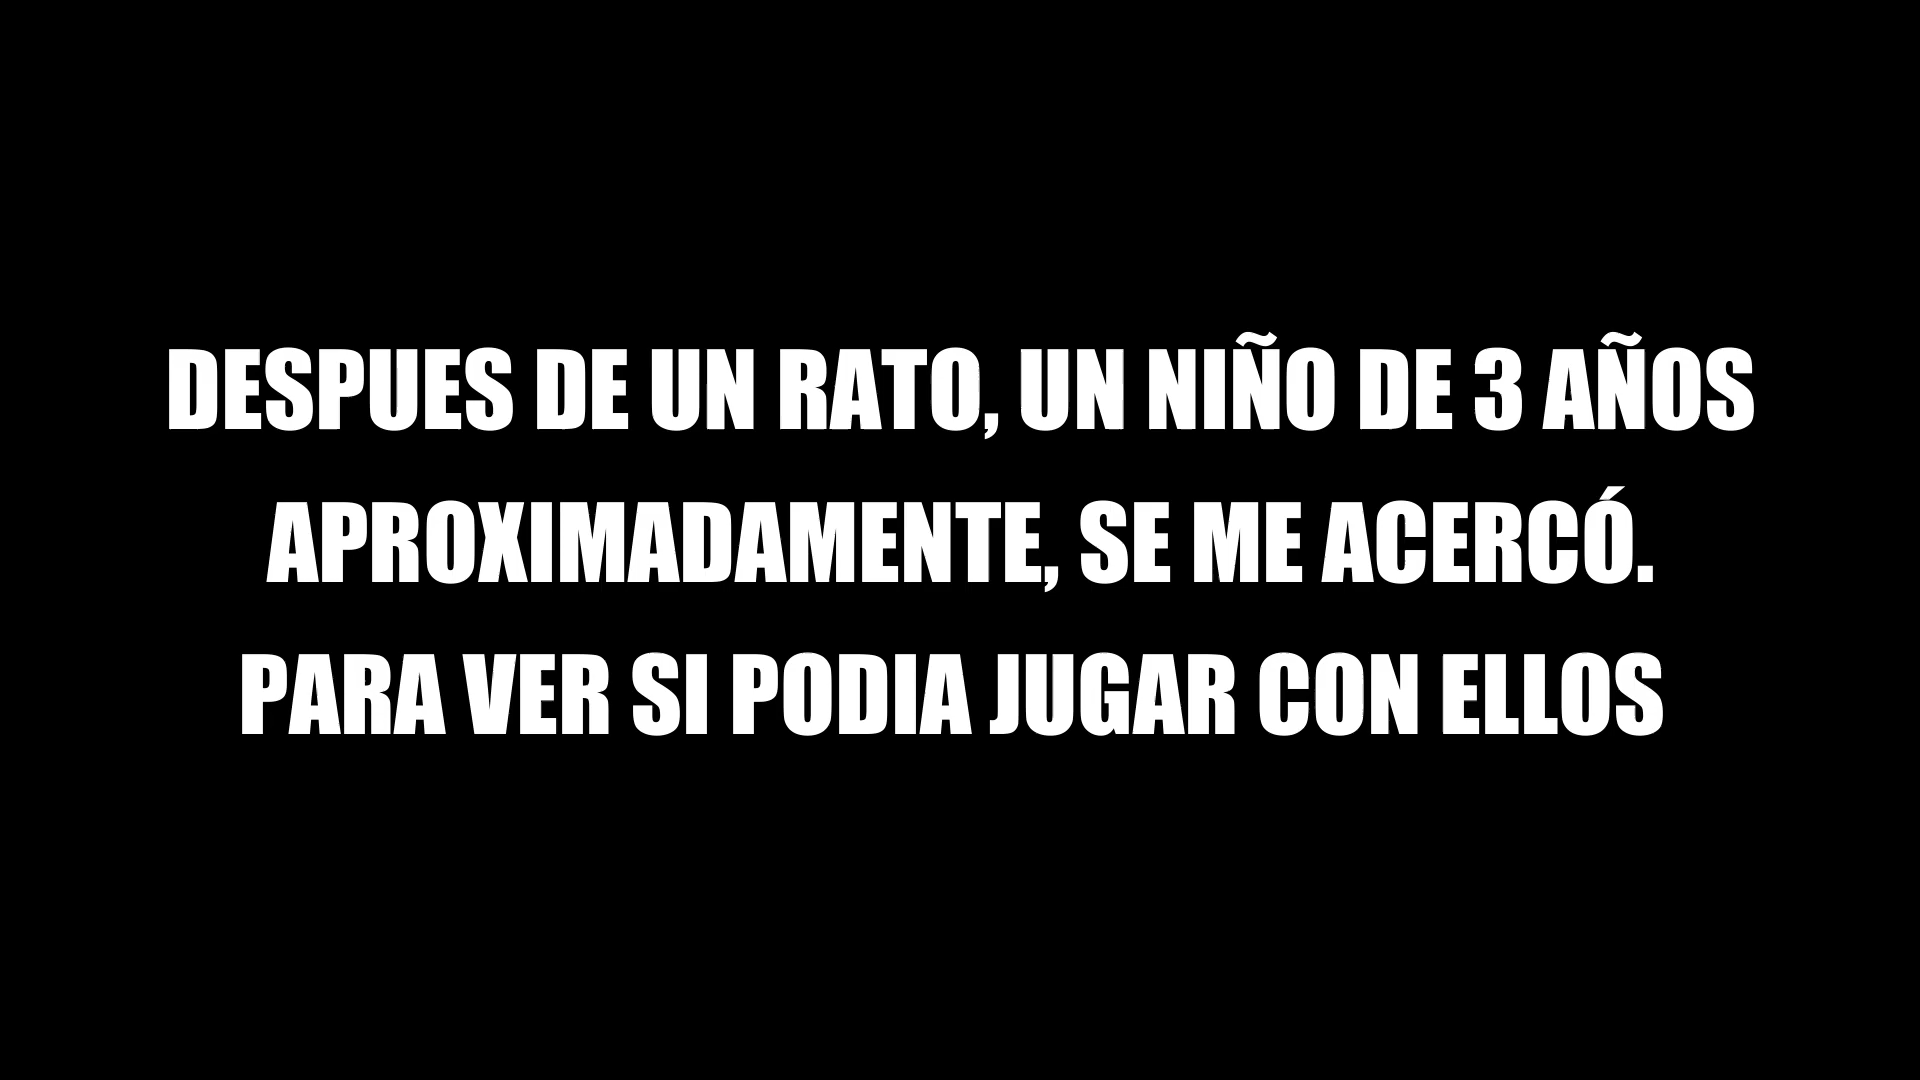 DESPUES DE UN RATO, UN NIÑO DE 3 AÑOS
APROXIMADAMENTE, SE ME ACERCÓ.
PARA VER SI PODIA JUGAR CON ELLOS